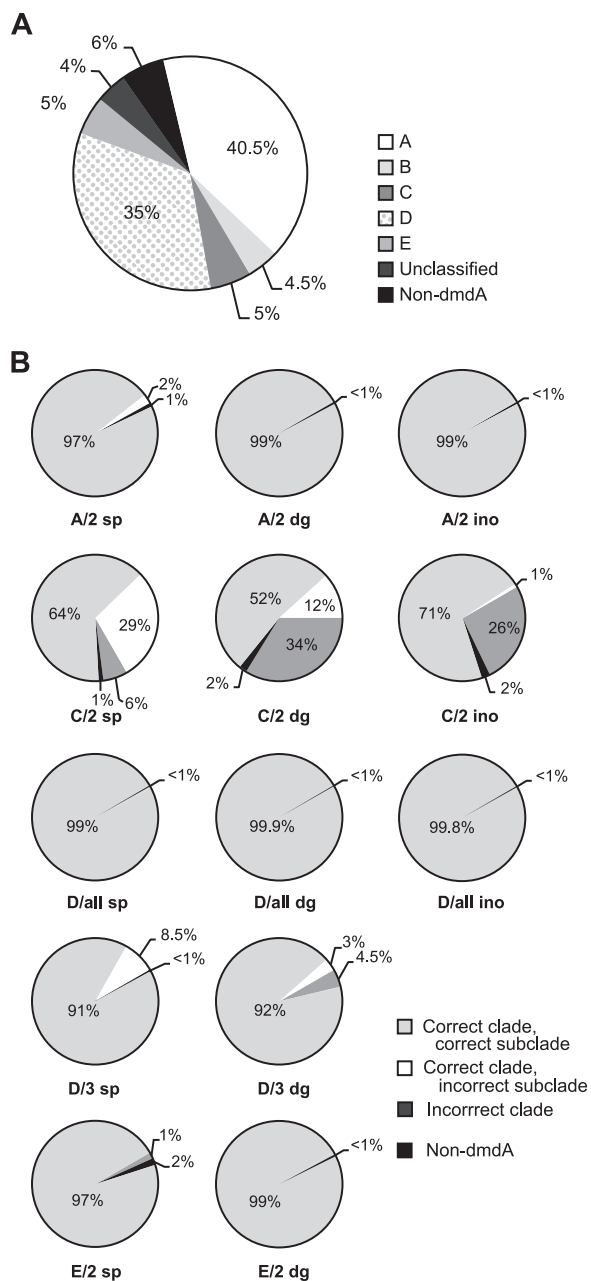 A
6%
4%
5%
40.5%
35%
4.5%
5%
A
B
C
D
E
Unclassified
Non-dmdA
B
2%
1%
97%
A/2 sp
<1%
99%
A/2 dg
<1%
99%
A/2 ino
64%
29%
1%
6%
C/2 sp
52%
12%
34%
2%
C/2 dg
1%
71%
26%
2%
C/2 ino
<1%
99%
D/all sp
<1%
99.9%
D/all dg
<1%
99.8%
D/all ino
8.5%
<1%
91%
D/3 sp
3%
4.5%
92%
D/3 dg
Correct clade,
correct subclade
Correct clade,
incorrect subclade
Incorrrect clade
Non-dmdA
1%
2%
97%
E/2 sp
<1%
99%
E/2 dg